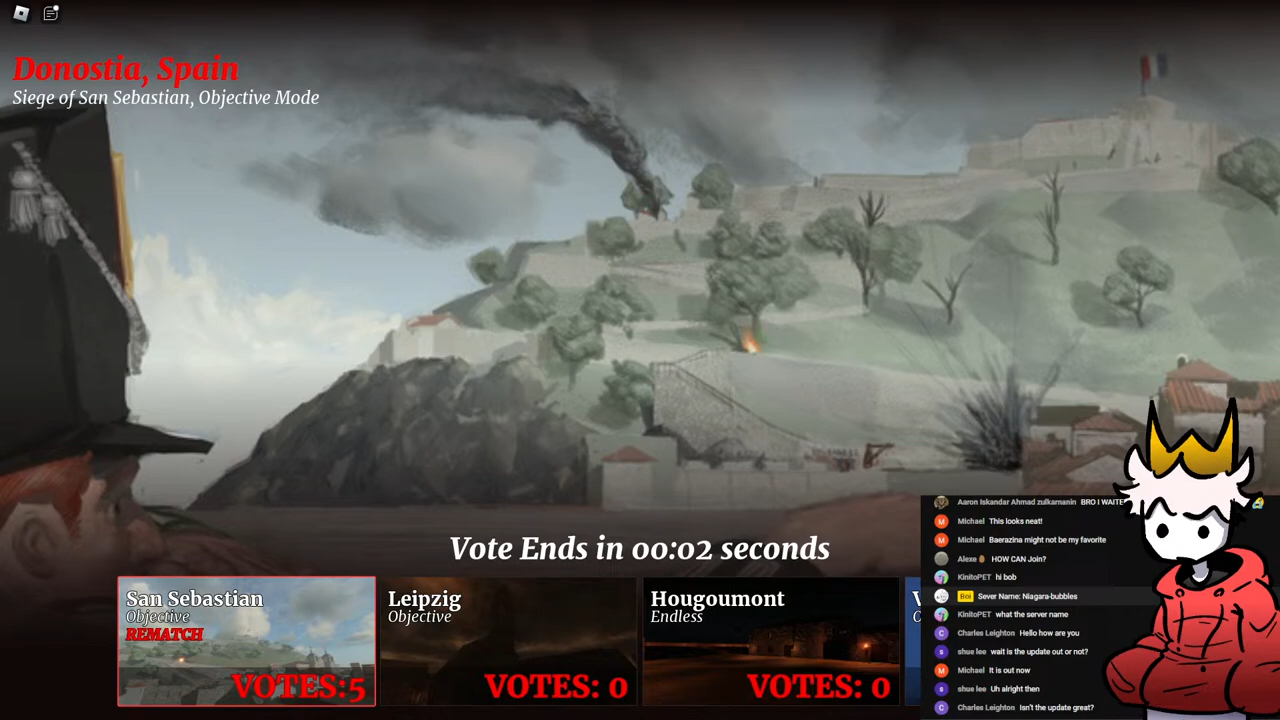 Donostia, Spain
Siege of San Sebastian, Objective Mode
Vote Ends in 00:02 seconds
San Sebastian
Objective
REMATCH
VOTES:5
Leipzig
Objective
VOTES: 0
Hougoumont
Endless
VOTES: 0
Aaron Iskandar Ahmad zulkarnanin BRO I WAITE
Michael This looks neat!
Michael Baerazina might not be my favorite
Alexe HOW CAN Join?
KinitoPET hi bob
Boi Sever Name: Niagara-bubbles
KinitoPET what the server name
Charles Leighton Hello how are you
shue lee wait is the update out or not?
Michael It is out now
shue lee Uh alright then
Charles Leighton Isn't the update great?